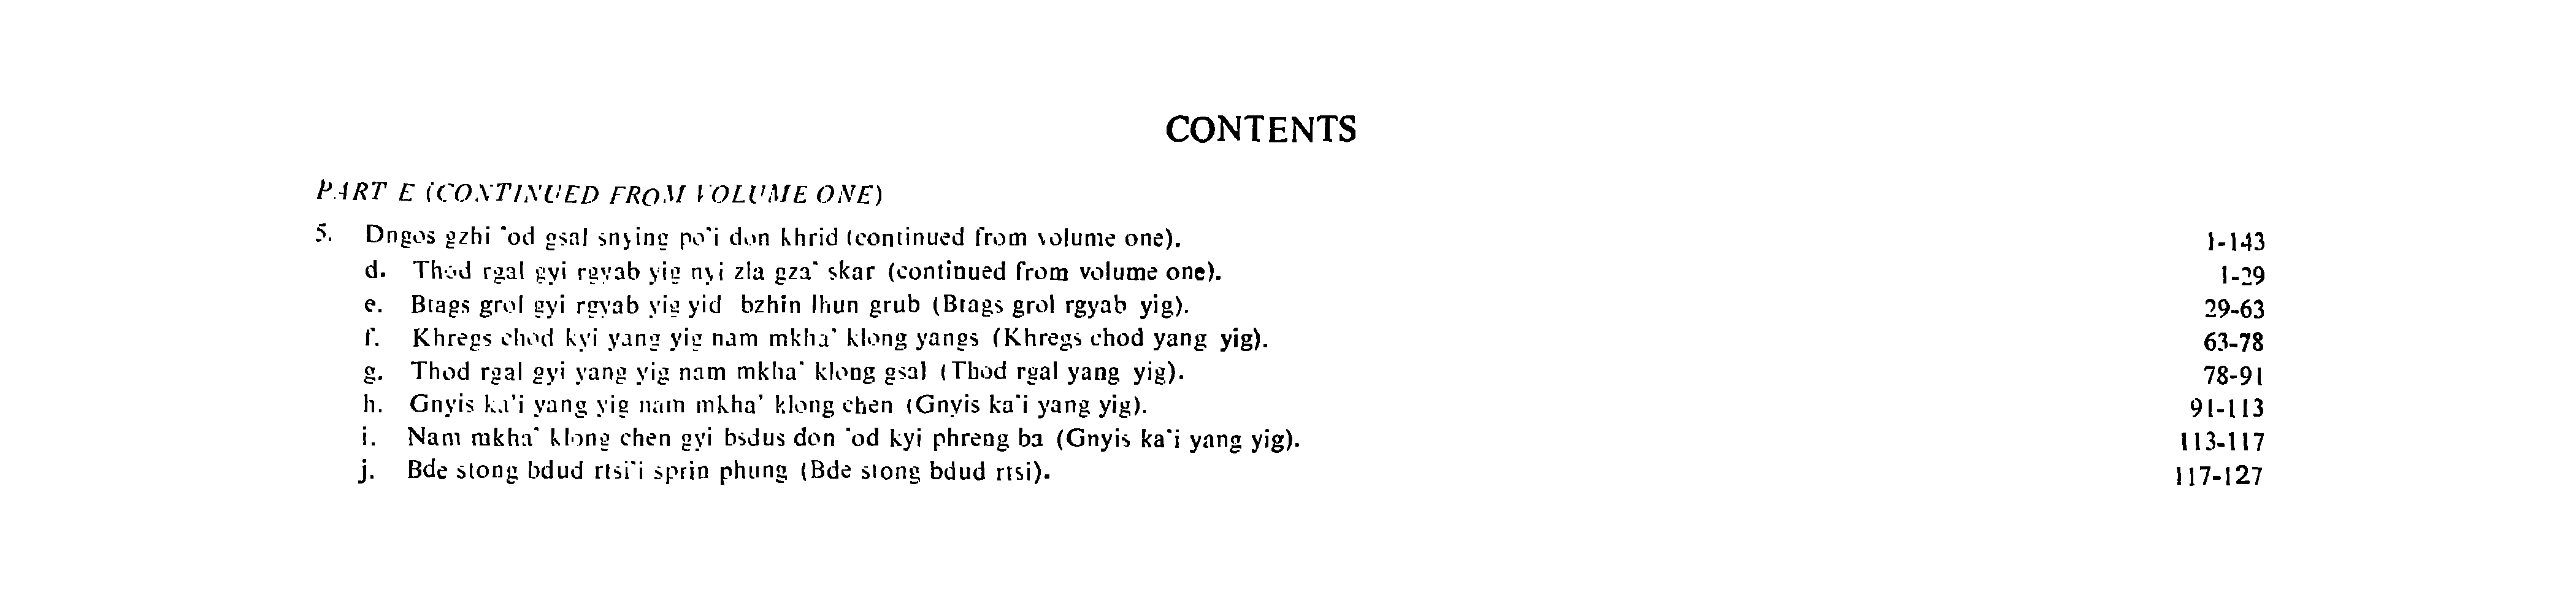 CONTENTS
PART E (CONTINUED FROM VOLUME ONE)
5. Dngos gzhi 'od gsal snying po'i don khrid (continued from volume one). 1-143
d. Thod rgal gyi rgyab yig nyi zla gza' skar (continued from volume one). 1-29
e. Btags grol gyi rgyab yig yid bzhin lhun grub (Btags grol rgyab yig). 29-63
f. Khregs chod kyi yang yig nam mkha' klong yangs (Khregs chod yang yig). 63-78
g. Thod rgal gyi yang yig nam mkha' klong gsal (Thod rgal yang yig). 78-91
h. Gnyis ka'i yang yig nam mkha' klong chen (Gnyis ka'i yang yig). 91-113
i. Nam mkha' klong chen gyi bsdus don 'od kyi phreng ba (Gnyis ka'i yang yig). 113-117
j. Bde stong bdud rtsi'i sprin phung (Bde stong bdud rtsi). 117-127